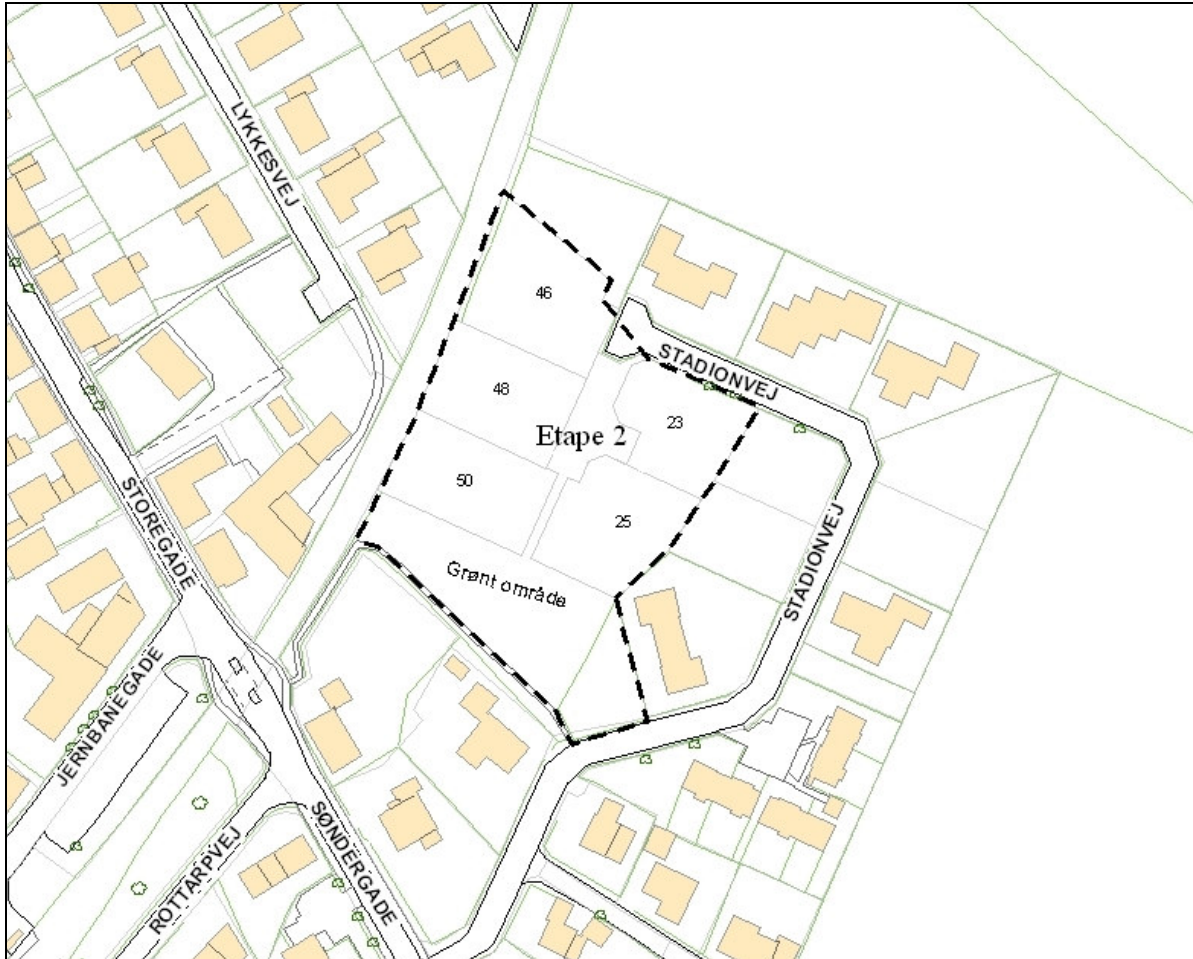 LYKKESVEJ
46
STADIONVEJ
48
23
Etape 2
50
25
STOREGADE
STADIONVEJ
Grønt område
JERNBANEGADE
SØNDERGADE
ROTTARPVEJ